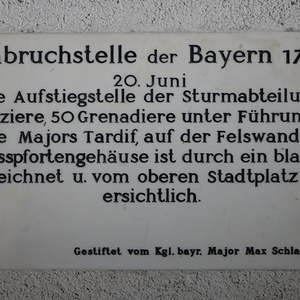 nbruchstelle der Bayern 17
20. Juni
e Aufstiegstelle der Sturmabteilu
ziere, 50 Grenadiere unter Führun
e Majors Tardif, auf der Felswand
sspfortengehäuse ist durch ein bla
eichnet u. vom oberen Stadtplatz
ersichtlich.
Gestiftet vom Kgl. bayr. Major Max Schla